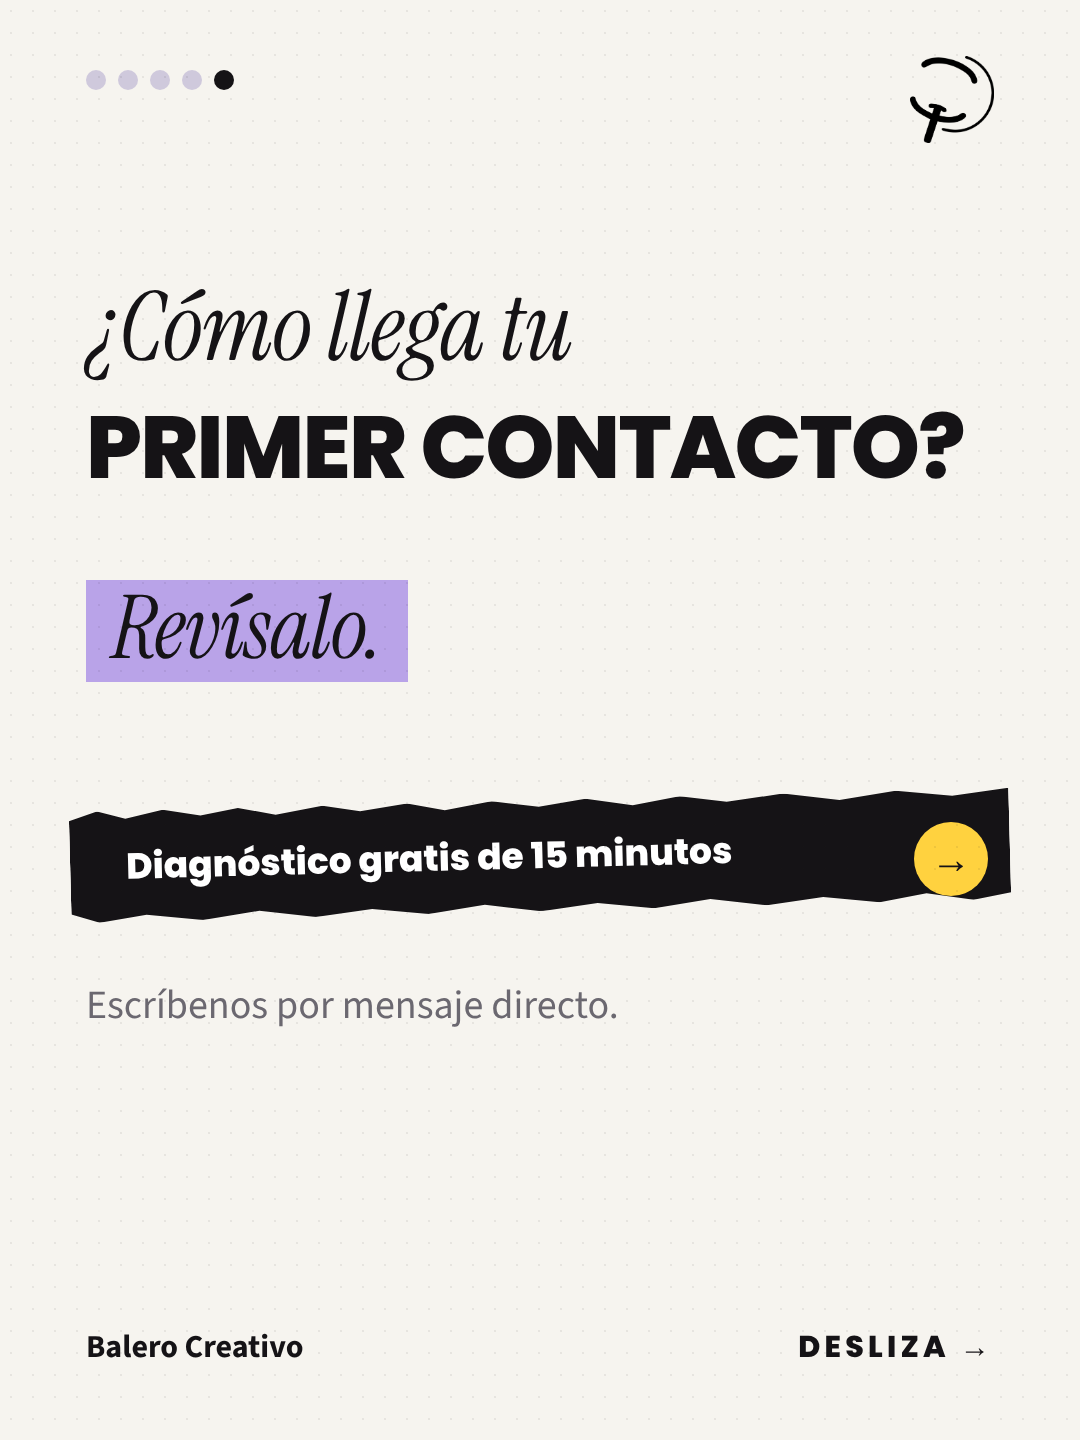 ¿Cómo llega tu
PRIMER CONTACTO?
Revísalo.
Diagnóstico gratis de 15 minutos →
Escríbenos por mensaje directo.
Balero Creativo
DESLIZA →